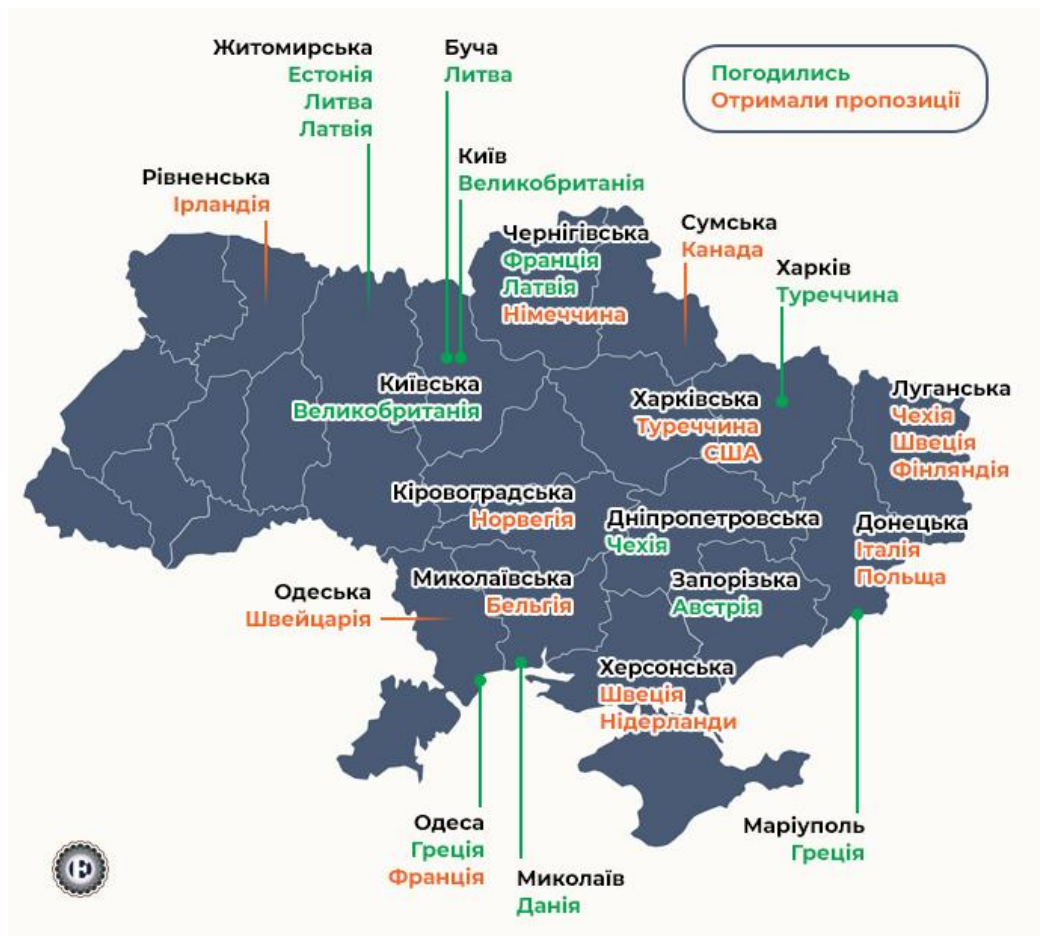 Житомирська
Естонія
Литва
Латвія
Буча
Литва
Погодились
Отримали пропозиції
Київ
Великобританія
Рівненська
Ірландія
Чернігівська
Франція
Латвія
Німеччина
Сумська
Канада
Харків
Туреччина
Київська
Великобританія
Харківська
Туреччина
США
Луганська
Чехія
Швеція
Фінляндія
Кіровоградська
Норвегія
Дніпропетровська
Чехія
Донецька
Італія
Польща
Миколаївська
Бельгія
Запорізька
Австрія
Одеська
Швейцарія
Херсонська
Швеція
Нідерланди
Одеса
Греція
Франція
Миколаїв
Данія
Маріуполь
Греція